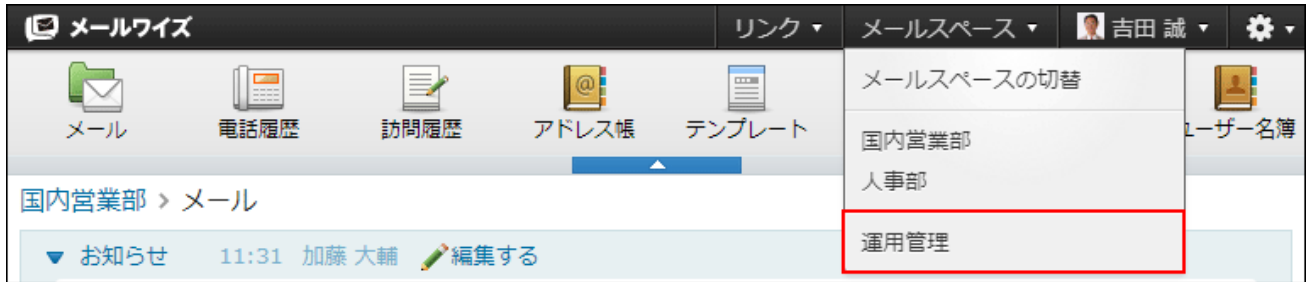 メールワイズ リンク メールスペース 吉田 誠
メール 電話履歴 訪問履歴 アドレス帳 テンプレート ユーザー名簿
メールスペースの切替
国内営業部
人事部
運用管理
国内営業部 > メール
お知らせ 11:31 加藤 大輔 編集する